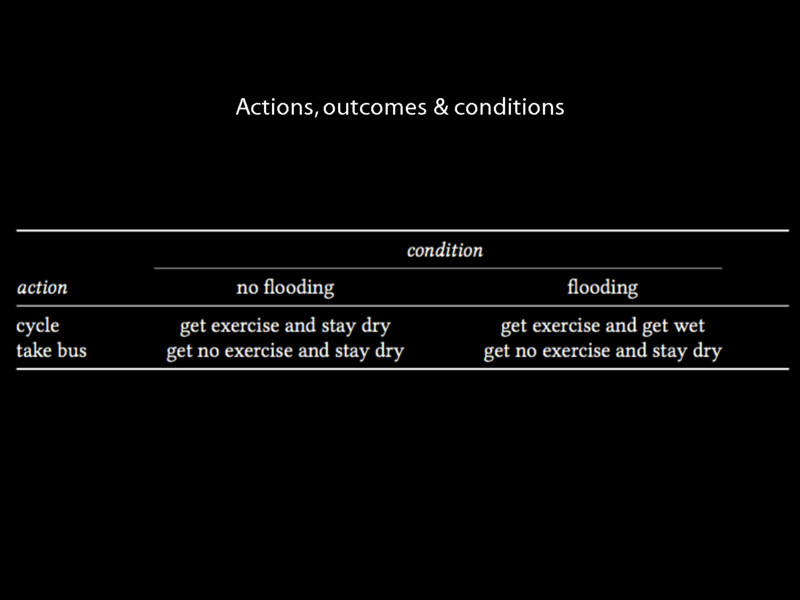 Actions, outcomes & conditions
condition
action no flooding flooding
cycle get exercise and stay dry get exercise and get wet
take bus get no exercise and stay dry get no exercise and stay dry